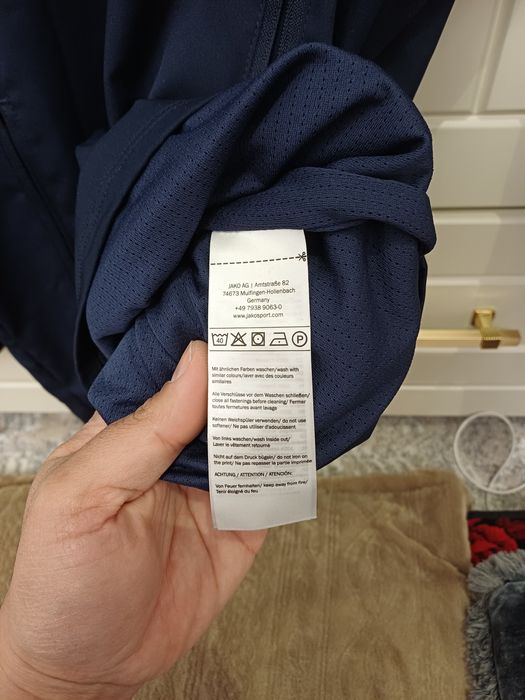 JAKO AG | Amtstraße 82
74673 Mulfingen-Hollenbach
Germany
+49 7938 9063-0
www.jakosport.com
40 P
Mit ähnlichen Farben waschen/wash with
similar colours/laver avec des couleurs
similaires
Alle Verschlüsse vor dem Waschen schließen/
close all fastenings before cleaning/ Fermer
toutes fermetures avant lavage
Keinen Weichspüler verwenden/ do not use
softener/ Ne pas utiliser d'adoucissant
Von links waschen/wash inside out/
Laver le vêtement retourné
Nicht auf dem Druck bügeln/ do not iron on
the print/ Ne pas repasser la partie imprimée
ACHTUNG / ATTENTION / ATENCIÓN:
Von Feuer fernhalten/ keep away from fire/
Tenir éloigné du feu